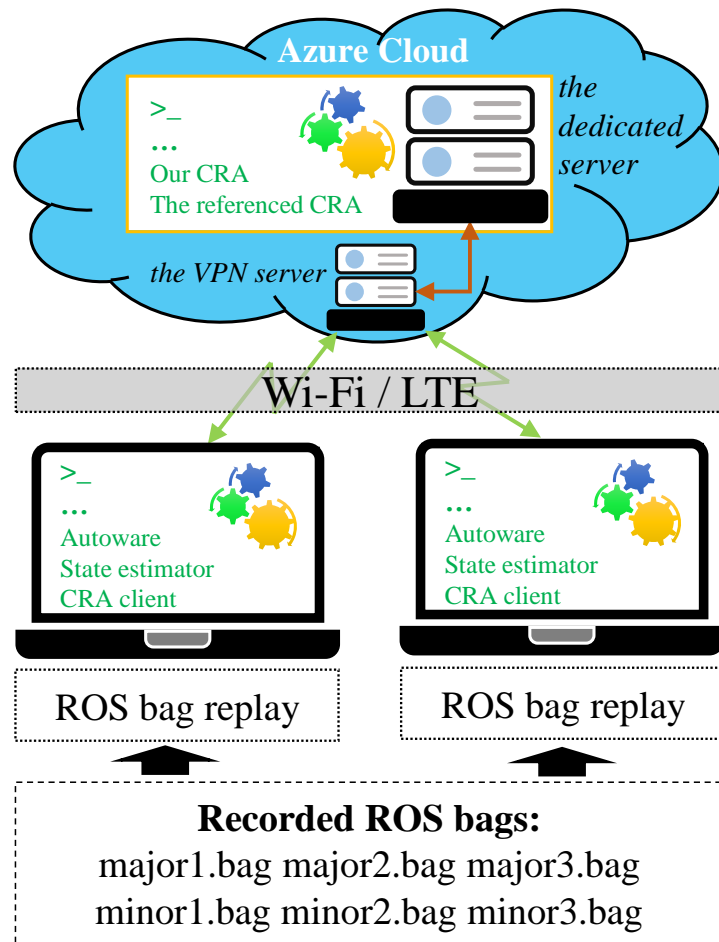 Azure Cloud
>_
...
Our CRA
The referenced CRA
the
dedicated
server
the VPN server
Wi-Fi / LTE
>_
...
Autoware
State estimator
CRA client
>_
...
Autoware
State estimator
CRA client
ROS bag replay
ROS bag replay
Recorded ROS bags:
major1.bag major2.bag major3.bag
minor1.bag minor2.bag minor3.bag